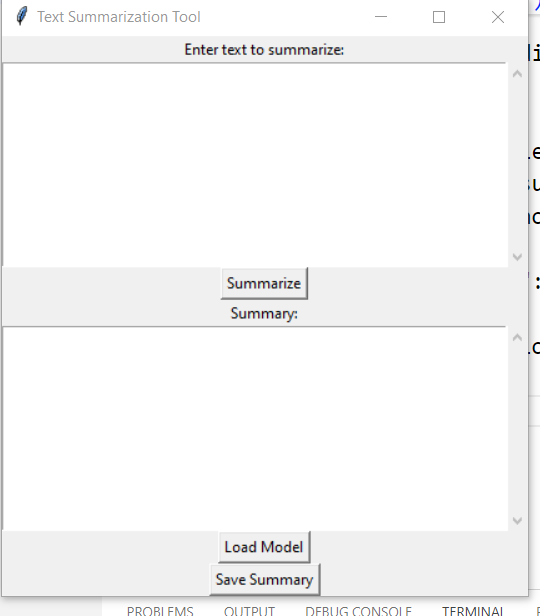 Text Summarization Tool
Enter text to summarize:
Summarize
Summary:
Load Model
Save Summary
PROBLEMS OUTPUT DEBUG CONSOLE TERMINAL